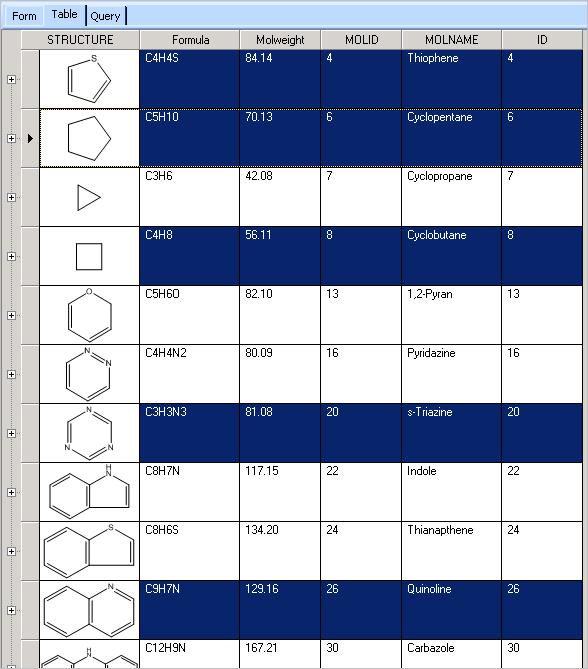 Form Table Query
STRUCTURE Formula Molweight MOLID MOLNAME ID
S C4H4S 84.14 4 Thiophene 4
C5H10 70.13 6 Cyclopentane 6
C3H6 42.08 7 Cyclopropane 7
C4H8 56.11 8 Cyclobutane 8
O C5H6O 82.10 13 1,2-Pyran 13
N N C4H4N2 80.09 16 Pyridazine 16
N N N C3H3N3 81.08 20 s-Triazine 20
H N C8H7N 117.15 22 Indole 22
S C8H6S 134.20 24 Thianapthene 24
N C9H7N 129.16 26 Quinoline 26
H N C12H9N 167.21 30 Carbazole 30